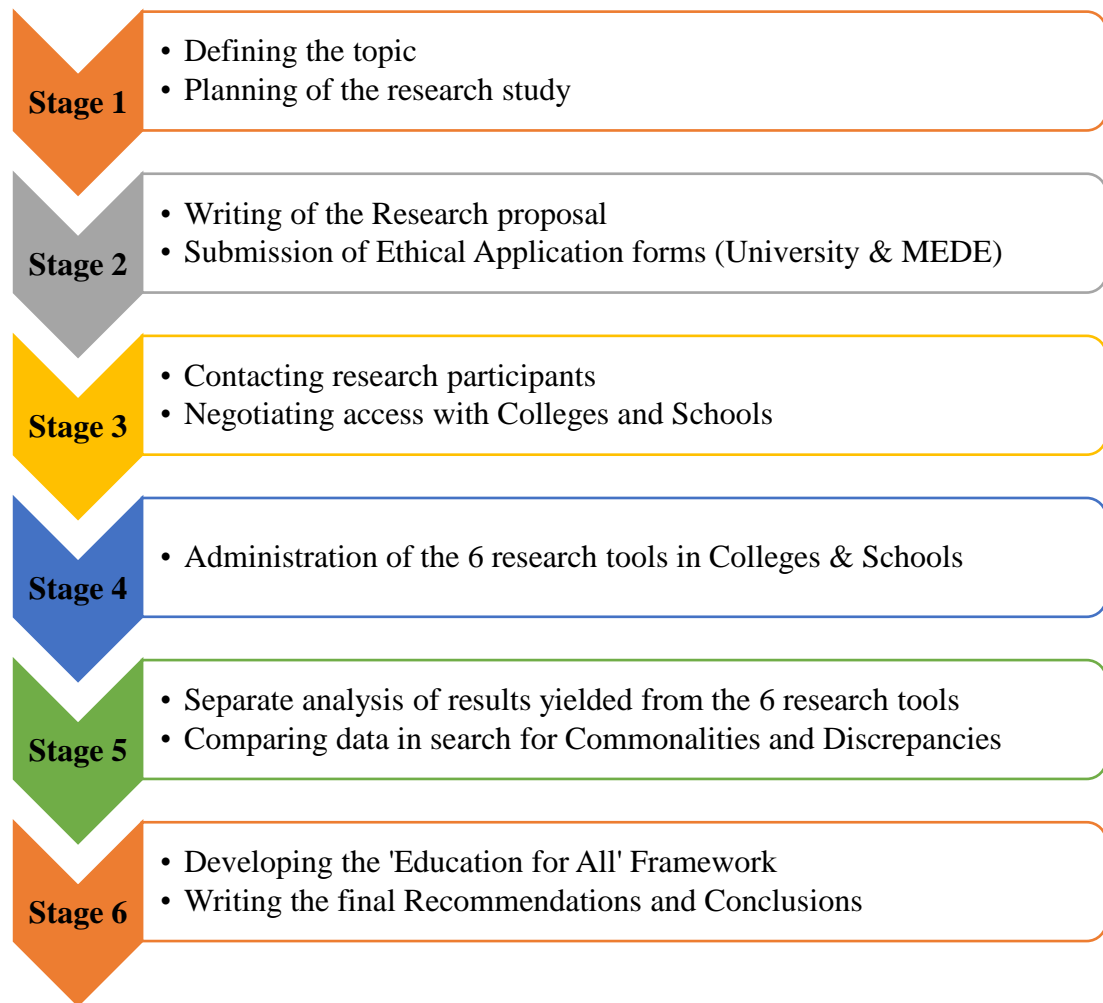 Stage 1
• Defining the topic
• Planning of the research study
Stage 2
• Writing of the Research proposal
• Submission of Ethical Application forms (University & MEDE)
Stage 3
• Contacting research participants
• Negotiating access with Colleges and Schools
Stage 4
• Administration of the 6 research tools in Colleges & Schools
Stage 5
• Separate analysis of results yielded from the 6 research tools
• Comparing data in search for Commonalities and Discrepancies
Stage 6
• Developing the 'Education for All' Framework
• Writing the final Recommendations and Conclusions